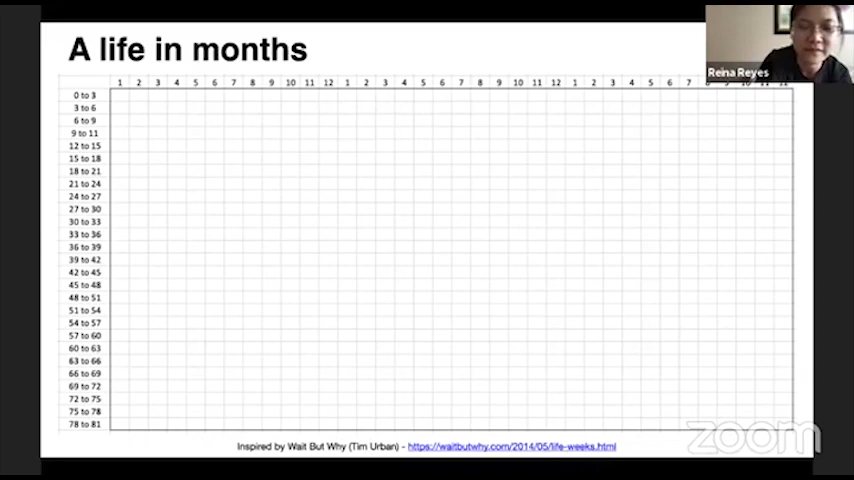 A life in months
Reina Reyes
1 2 3 4 5 6 7 8 9 10 11 12 1 2 3 4 5 6 7 8 9 10 11 12 1 2 3 4 5 6 7
0 to 3
3 to 6
6 to 9
9 to 11
12 to 15
15 to 18
18 to 21
21 to 24
24 to 27
27 to 30
30 to 33
33 to 36
36 to 39
39 to 42
42 to 45
45 to 48
48 to 51
51 to 54
54 to 57
57 to 60
60 to 63
63 to 66
66 to 69
69 to 72
72 to 75
75 to 78
78 to 81
Inspired by Wait But Why (Tim Urban) - https://waitbutwhy.com/2014/05/life-weeks.html
zoom